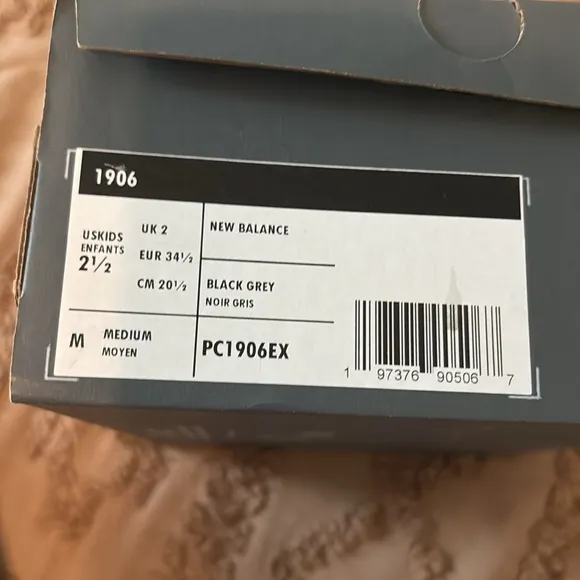 1906
USKIDS
ENFANTS
2½
UK 2
EUR 34½
CM 20½
NEW BALANCE
BLACK GREY
NOIR GRIS
M
MEDIUM
MOYEN
PC1906EX
1 97376 90506 7